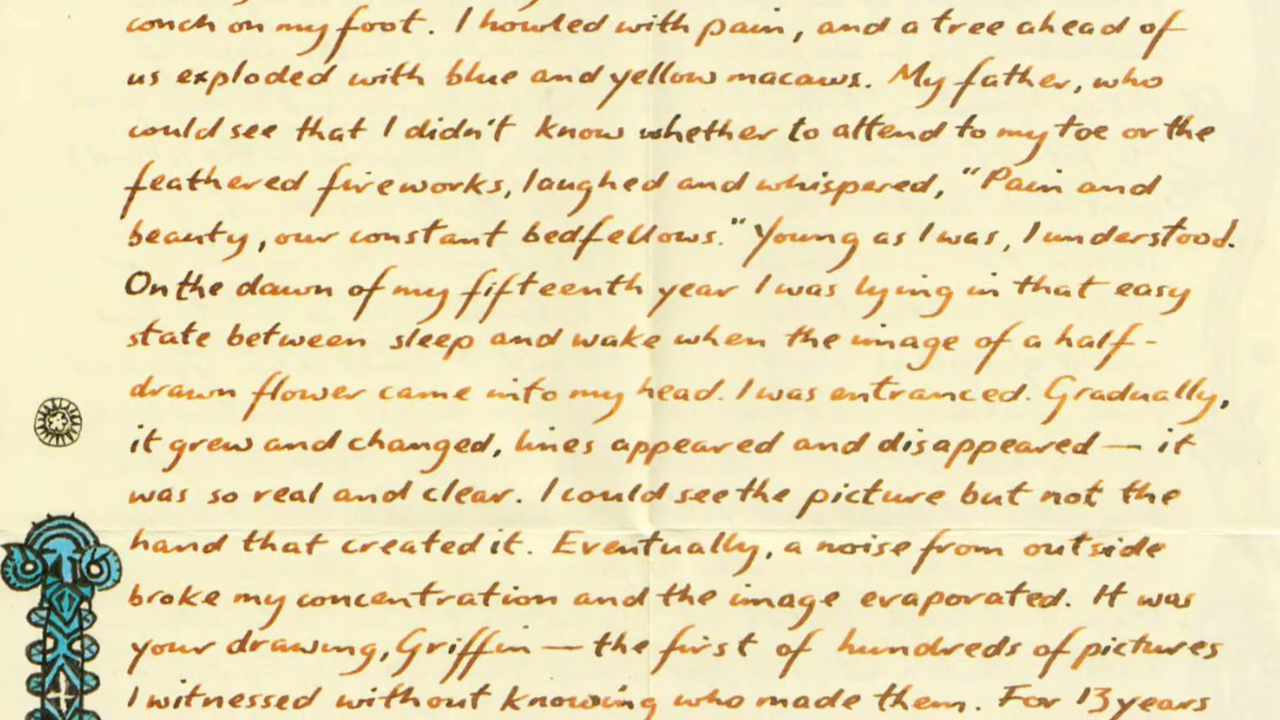 conch on my foot. I howled with pain, and a tree ahead of
us exploded with blue and yellow macaws. My father, who
could see that I didn't know whether to attend to my toe or the
feathered fireworks, laughed and whispered, "Pain and
beauty, our constant bedfellows." Young as I was, I understood.
On the dawn of my fifteenth year I was lying in that easy
state between sleep and wake when the image of a half-
drawn flower came into my head. I was entranced. Gradually,
it grew and changed, lines appeared and disappeared — it
was so real and clear. I could see the picture but not the
hand that created it. Eventually, a noise from outside
broke my concentration and the image evaporated. It was
your drawing, Griffin — the first of hundreds of pictures
I witnessed without knowing who made them. For 13 years